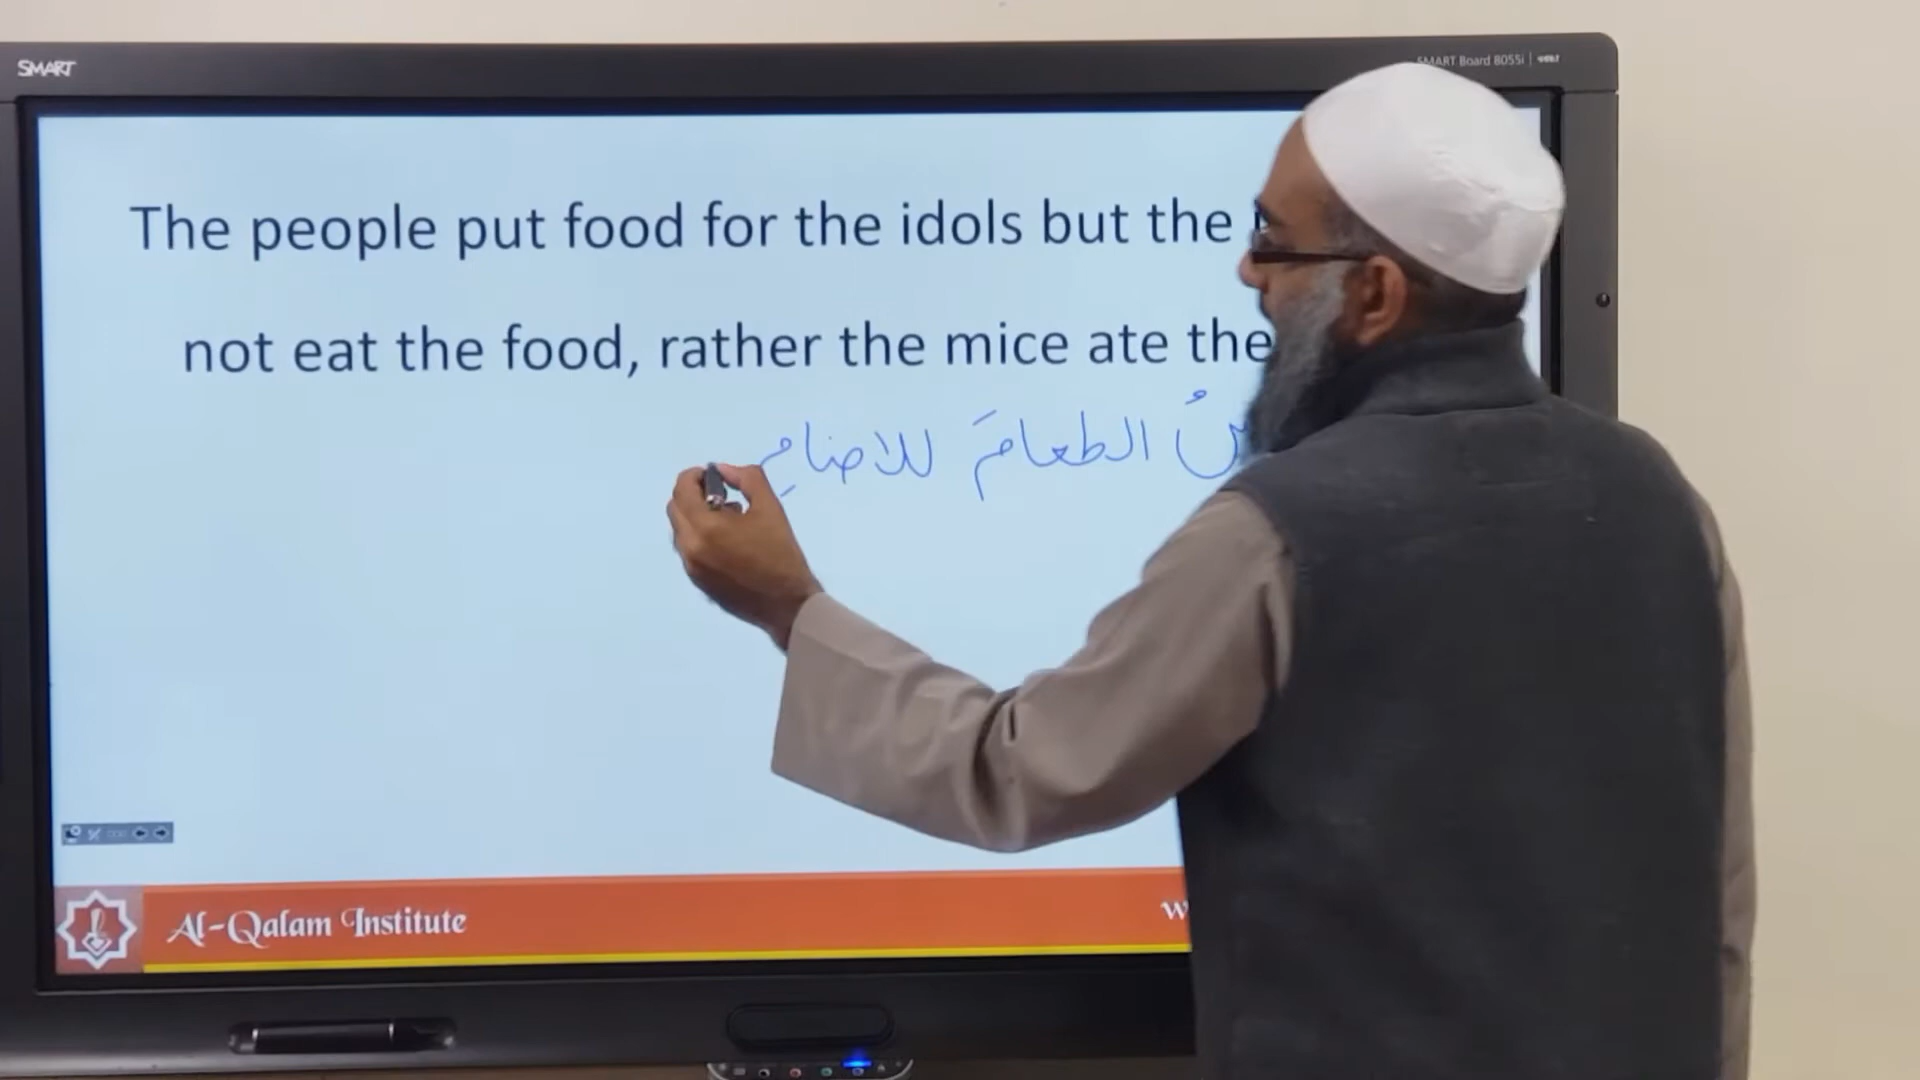 SMART
SMART Board 8055i
The people put food for the idols but the
not eat the food, rather the mice ate the
الطعامَ للاصنامِ
Al-Qalam Institute